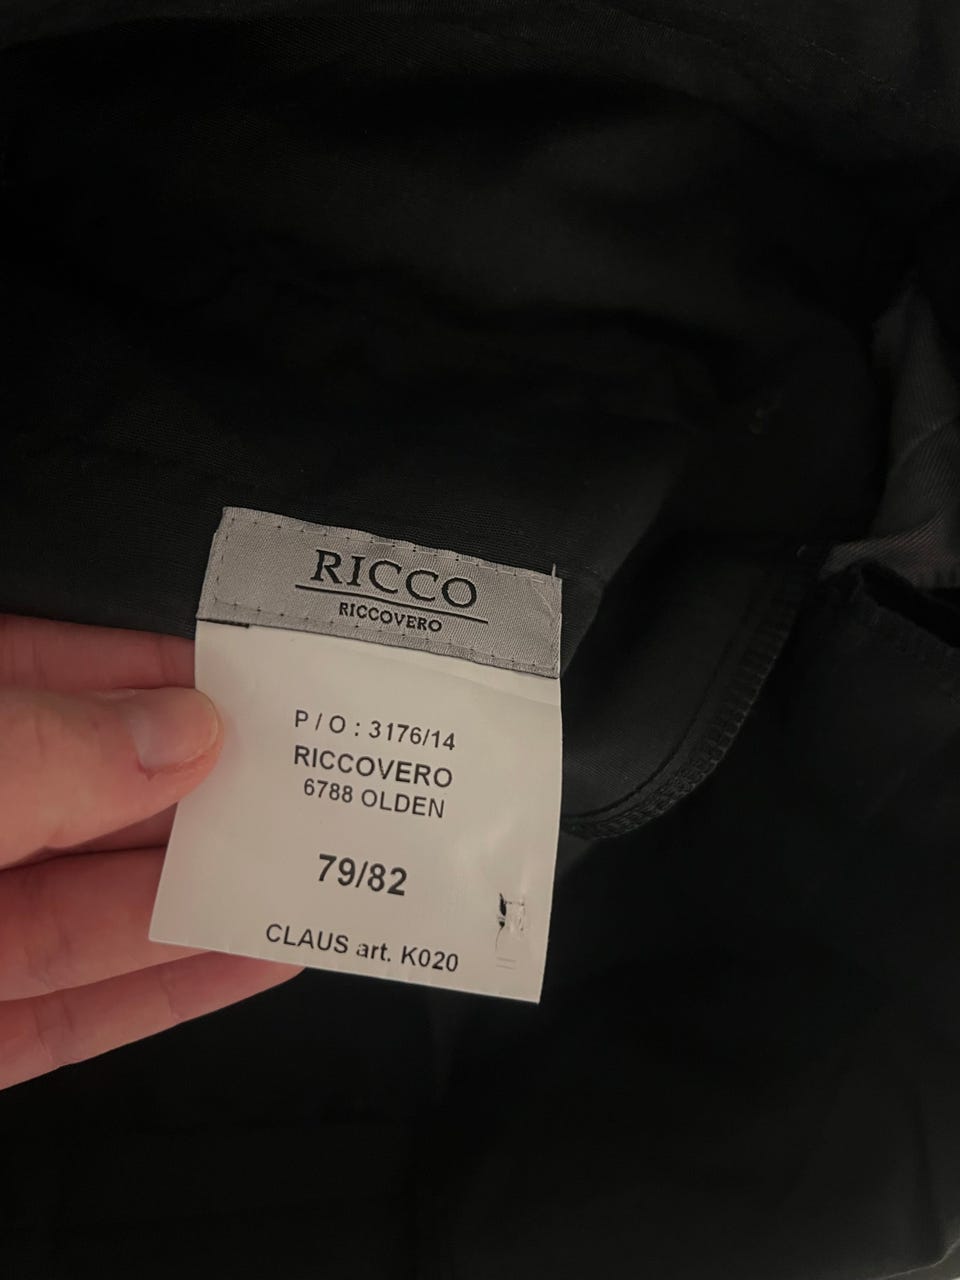 RICCO
RICCOVERO
P / O : 3176/14
RICCOVERO
6788 OLDEN
79/82
CLAUS art. K020